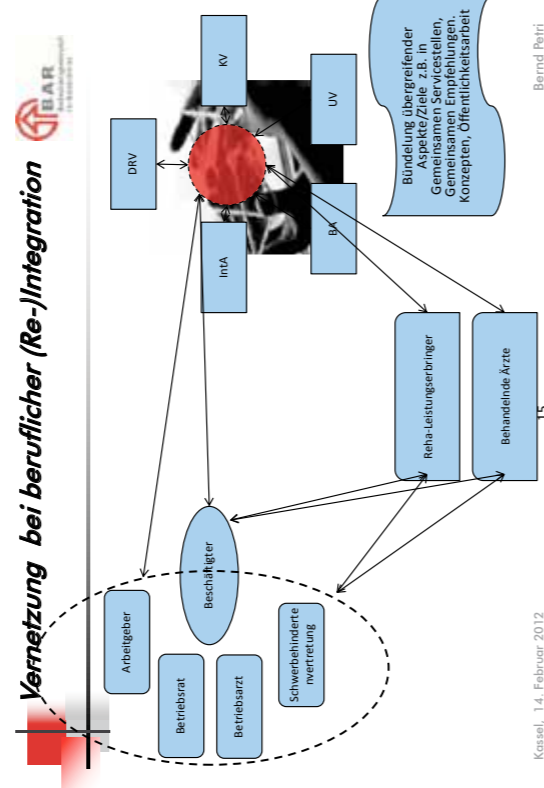 Vernetzung bei beruflicher (Re-)Integration
BAR
DRV
KV
IntA
BA
UV
Arbeitgeber
Betriebsrat
Betriebsarzt
Schwerbehinderte
nvertretung
Beschäftigter
Reha-Leistungserbringer
Behandelnde Ärzte
Bündelung übergreifender
Aspekte/Ziele z.B. in
Gemeinsamen Servicestellen,
Gemeinsamen Empfehlungen.
Konzepten, Öffentlichkeitsarbeit
Kassel, 14. Februar 2012
15
Bernd Petri